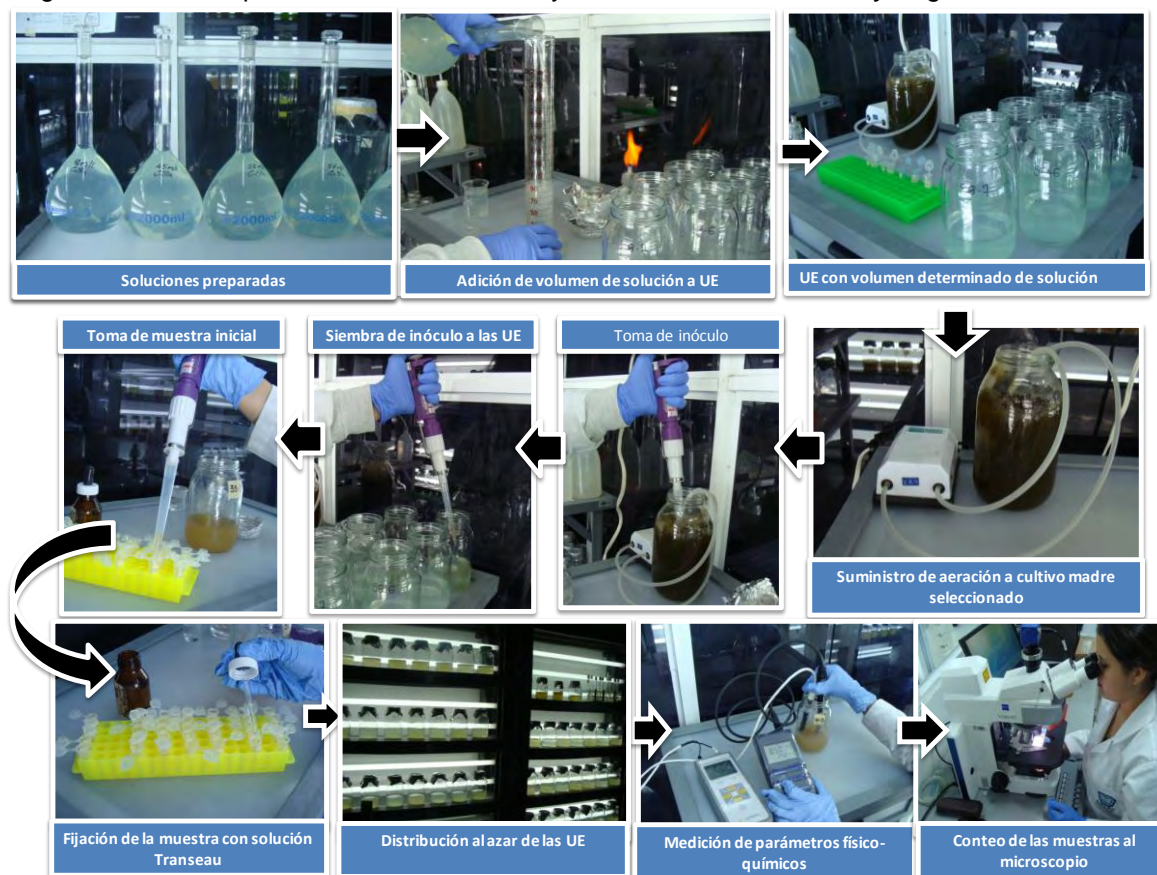 Soluciones preparadas
Adición de volumen de solución a UE
UE con volumen determinado de solución
Toma de muestra inicial
Siembra de inóculo a las UE
Toma de inóculo
Suministro de aeración a cultivo madre
seleccionado
Fijación de la muestra con solución
Transeau
Distribución al azar de las UE
Medición de parámetros físico-
químicos
Conteo de las muestras al
microscopio